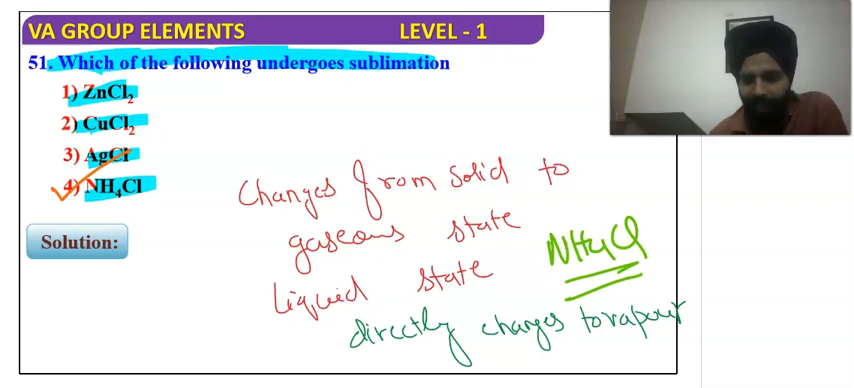 VA GROUP ELEMENTS LEVEL - 1
51. Which of the following undergoes sublimation
1) ZnCl₂
2) CuCl₂
3) AgCl
4) NH₄Cl
Solution:
Changes from solid to
gaseous state
NH4Cl
liquid state
directly changes to vapour